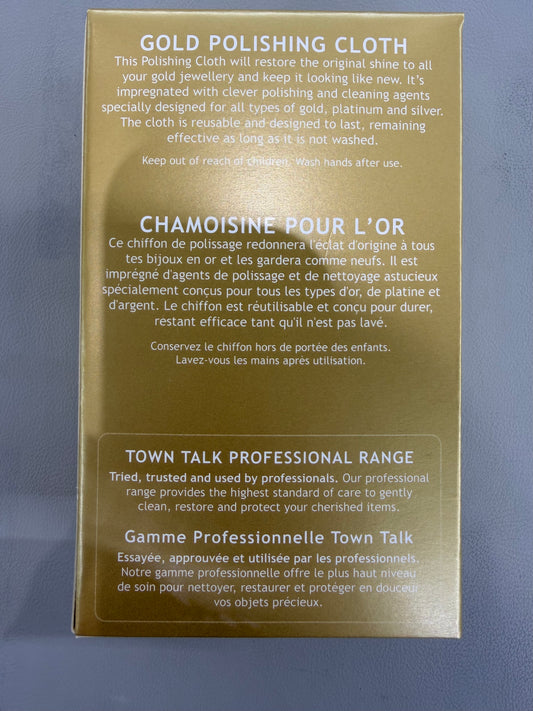 GOLD POLISHING CLOTH
This Polishing Cloth will restore the original shine to all
your gold jewellery and keep it looking like new. It's
impregnated with clever polishing and cleaning agents
specially designed for all types of gold, platinum and silver.
The cloth is reusable and designed to last, remaining
effective as long as it is not washed.
Keep out of reach of children. Wash hands after use.
CHAMOISINE POUR L'OR
Ce chiffon de polissage redonnera l'éclat d'origine à tous
tes bijoux en or et les gardera comme neufs. Il est
imprégné d'agents de polissage et de nettoyage astucieux
spécialement conçus pour tous les types d'or, de platine et
d'argent. Le chiffon est réutilisable et conçu pour durer,
restant efficace tant qu'il n'est pas lavé.
Conservez le chiffon hors de portée des enfants.
Lavez-vous les mains après utilisation.
TOWN TALK PROFESSIONAL RANGE
Tried, trusted and used by professionals. Our professional
range provides the highest standard of care to gently
clean, restore and protect your cherished items.
Gamme Professionnelle Town Talk
Essayée, approuvée et utilisée par les professionnels.
Notre gamme professionnelle offre le plus haut niveau
de soin pour nettoyer, restaurer et protéger en douceur
vos objets précieux.